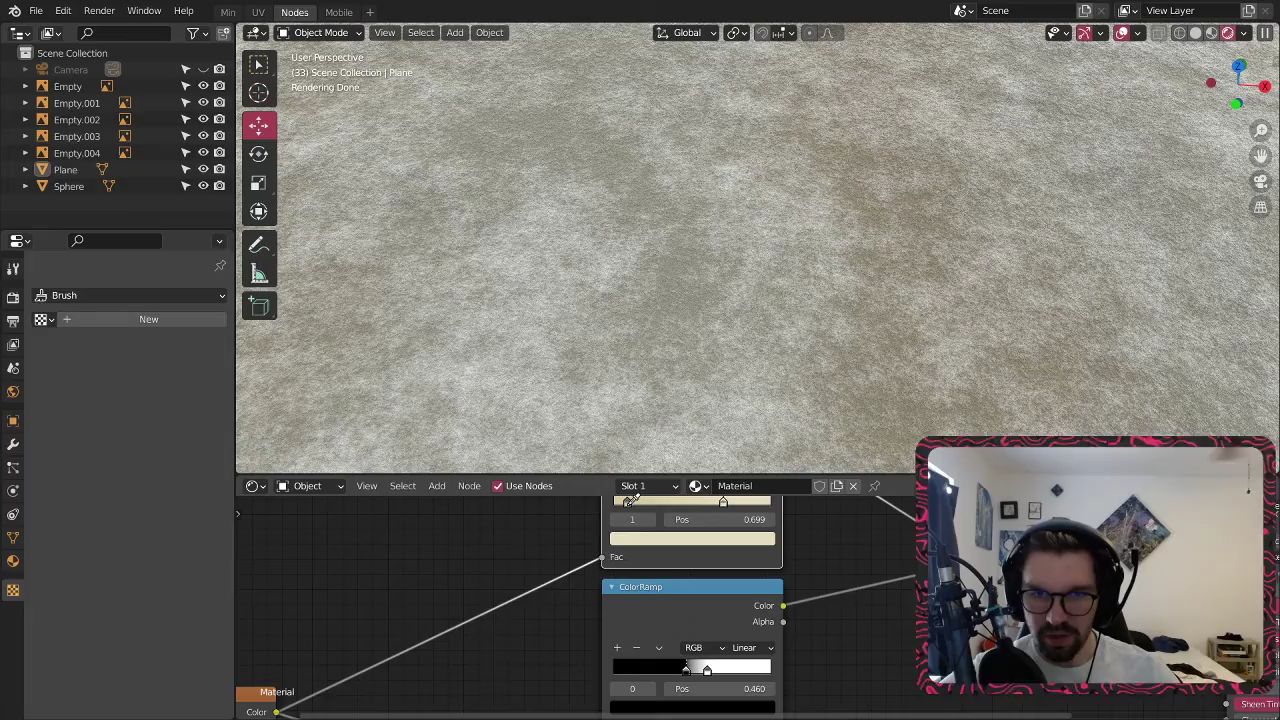 File Edit Render Window Help Min UV Nodes Mobile Scene View Layer
Object Mode View Select Add Object Global
Scene Collection
Camera
Empty
Empty.001
Empty.002
Empty.003
Empty.004
Plane
Sphere
User Perspective
(33) Scene Collection | Plane
Rendering Done
X
Z
Brush
New
Object View Select Add Node Use Nodes Slot 1 Material
1 Pos 0.699
Fac
ColorRamp
Color
Alpha
RGB Linear
0 Pos 0.460
Material
Color
Sheen Tin